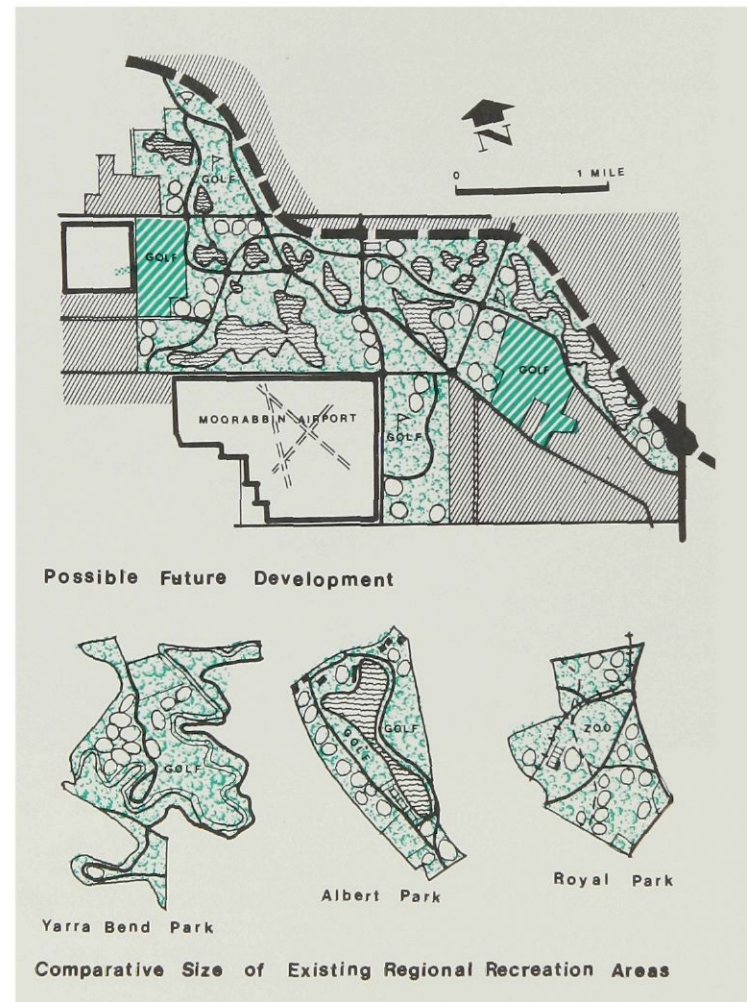 N
0 1 MILE
GOLF
GOLF
GOLF
MOORABBIN AIRPORT
GOLF
Possible Future Development
GOLF
GOLF
GOLF
ZOO
Yarra Bend Park
Albert Park
Royal Park
Comparative Size of Existing Regional Recreation Areas